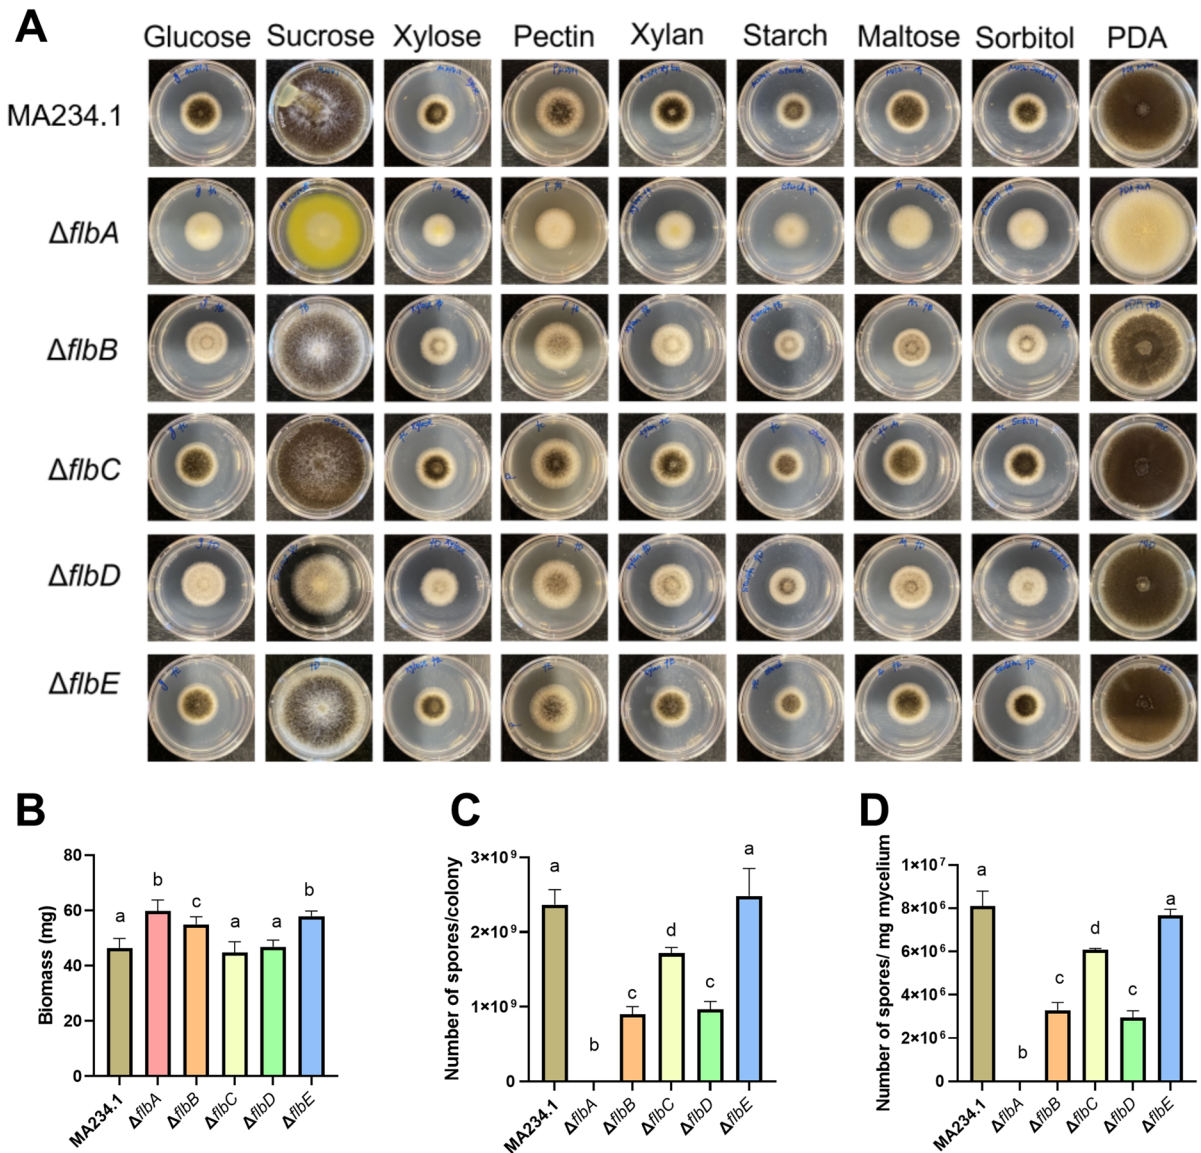 A
Glucose Sucrose Xylose Pectin Xylan Starch Maltose Sorbitol PDA
MA234.1
ΔflbA
ΔflbB
ΔflbC
ΔflbD
ΔflbE
B
Biomass (mg)
80
60
40
20
0
a
b
c
a
a
b
MA234.1
ΔflbA
ΔflbB
ΔflbC
ΔflbD
ΔflbE
C
Number of spores/colony
3×10⁹
2×10⁹
1×10⁹
0
a
b
c
d
c
a
MA234.1
ΔflbA
ΔflbB
ΔflbC
ΔflbD
ΔflbE
D
Number of spores/ mg mycelium
1×10⁷
8×10⁶
6×10⁶
4×10⁶
2×10⁶
0
a
b
c
d
c
a
MA234.1
ΔflbA
ΔflbB
ΔflbC
ΔflbD
ΔflbE